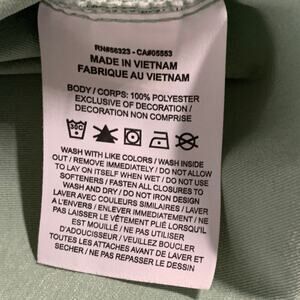 RN#56323 - CA#05553
MADE IN VIETNAM
FABRIQUE AU VIETNAM
BODY / CORPS: 100% POLYESTER
EXCLUSIVE OF DECORATION /
DECORATION NON COMPRISE
30C
WASH WITH LIKE COLORS / WASH INSIDE
OUT / REMOVE IMMEDIATELY / DO NOT ALLOW
TO LAY ON ITSELF WHEN WET / DO NOT USE
SOFTENERS / FASTEN ALL CLOSURES TO
WASH AND DRY / DO NOT IRON DESIGN
LAVER AVEC COULEURS SIMILAIRES / LAVER
A L'ENVERS / ENLEVER IMMEDIATEMENT / NE
PAS LAISSER LE VÊTEMENT PLIÉ LORSQU'IL
EST MOUILLÉ / NE PAS UTILISER
D'ADOUCISSEUR / VEUILLEZ BOUCLER
TOUTES LES ATTACHES AVANT DE LAVER ET
SECHER / NE PAS REPASSER LE DESSIN